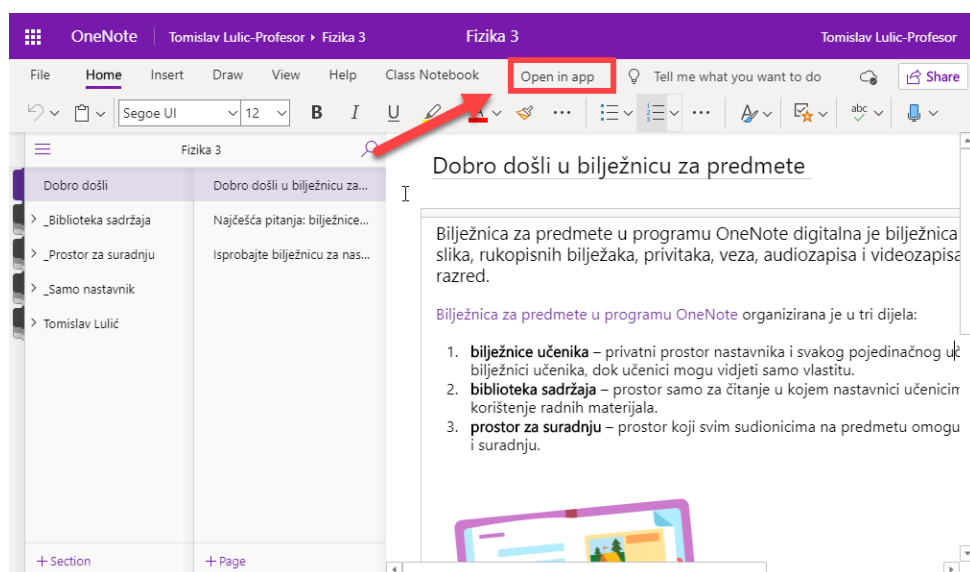 OneNote Tomislav Lulic-Profesor › Fizika 3 Fizika 3 Tomislav Lulic-Profesor
File Home Insert Draw View Help Class Notebook Open in app Tell me what you want to do Share
Segoe UI 12 B I U A abc
Fizika 3
Dobro došli
_Biblioteka sadržaja
_Prostor za suradnju
_Samo nastavnik
Tomislav Lulić
+ Section
Dobro došli u bilježnicu za...
Najčešća pitanja: bilježnice...
Isprobajte bilježnicu za nas...
+ Page
Dobro došli u bilježnicu za predmete
Bilježnica za predmete u programu OneNote digitalna je bilježnica
slika, rukopisnih bilježaka, privitaka, veza, audiozapisa i videozapisa
razred.
Bilježnica za predmete u programu OneNote organizirana je u tri dijela:
1. bilježnice učenika – privatni prostor nastavnika i svakog pojedinačnog
bilježnici učenika, dok učenici mogu vidjeti samo vlastitu.
2. biblioteka sadržaja – prostor samo za čitanje u kojem nastavnici
korištenje radnih materijala.
3. prostor za suradnju – prostor koji svim sudionicima na predmetu
i suradnju.